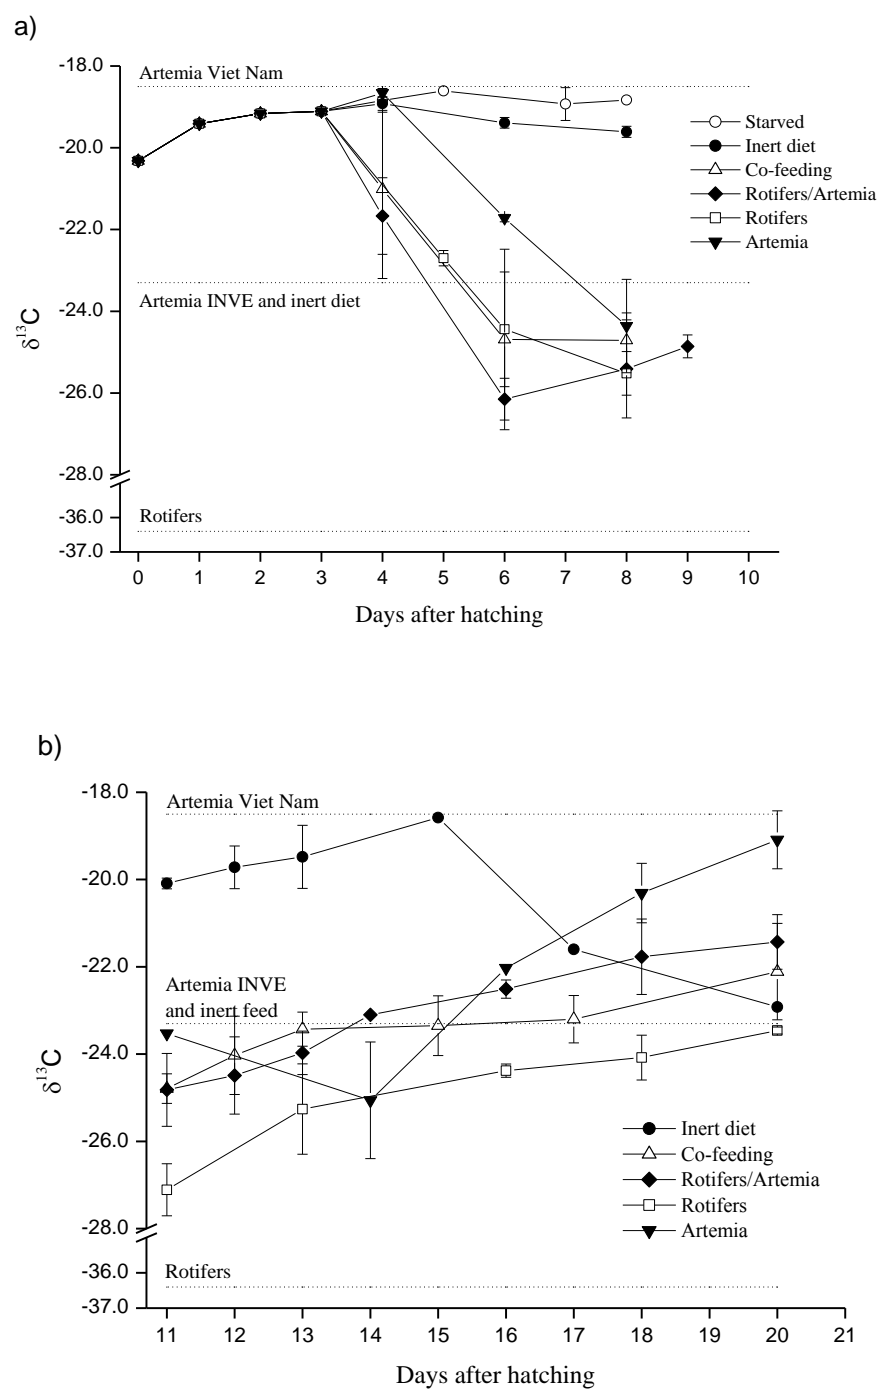 a)
-18.0
Artemia Viet Nam
Starved
Inert diet
Co-feeding
Rotifers/Artemia
Rotifers
Artemia
-20.0
-22.0
Artemia INVE and inert diet
δ13C
-24.0
-26.0
-28.0
Rotifers
-36.0
-37.0
0 1 2 3 4 5 6 7 8 9 10
Days after hatching
b)
-18.0
Artemia Viet Nam
-20.0
-22.0
Artemia INVE
and inert feed
δ13C
-24.0
-26.0
Inert diet
Co-feeding
Rotifers/Artemia
Rotifers
Artemia
-28.0
Rotifers
-36.0
-37.0
11 12 13 14 15 16 17 18 19 20 21
Days after hatching